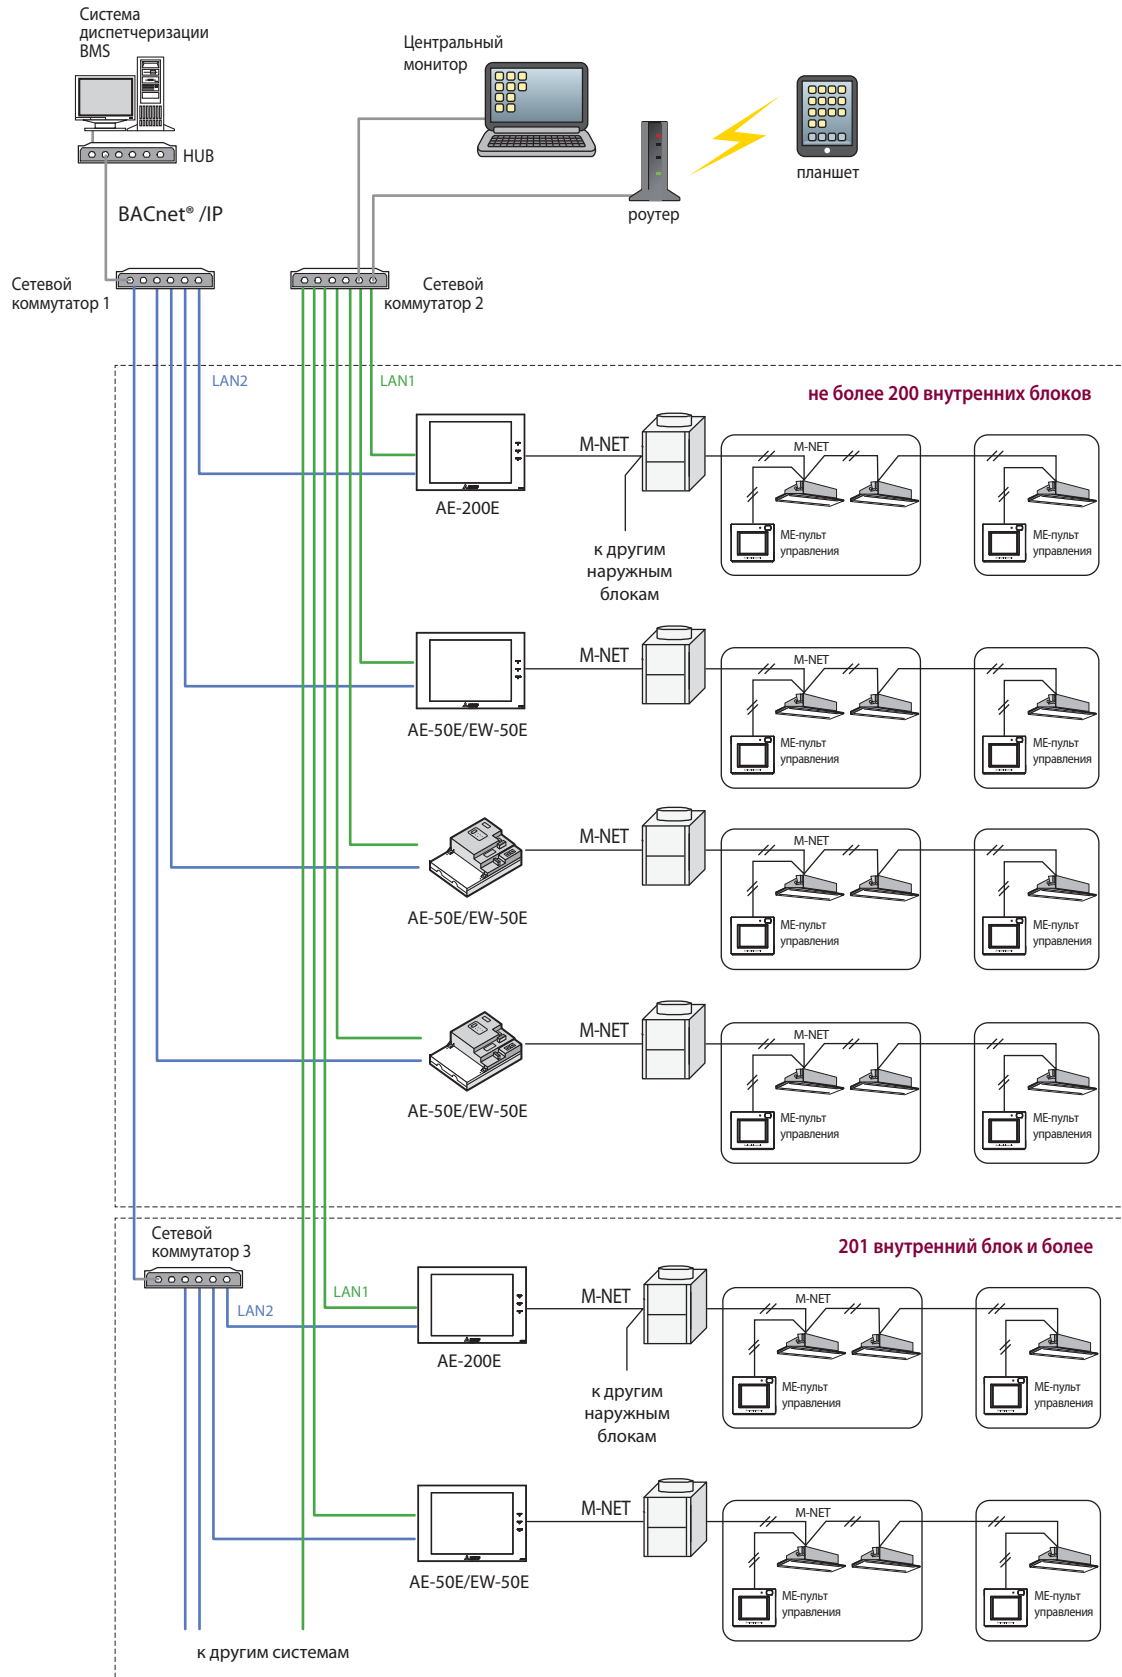 Система
диспетчеризации
BMS
HUB
BACnet® /IP
Центральный
монитор
роутер
планшет
Сетевой
коммутатор 1
Сетевой
коммутатор 2
LAN2
LAN1
не более 200 внутренних блоков
M-NET
M-NET
AE-200E
к другим
наружным
блокам
ME-пульт
управления
ME-пульт
управления
M-NET
M-NET
AE-50E/EW-50E
ME-пульт
управления
ME-пульт
управления
M-NET
M-NET
AE-50E/EW-50E
ME-пульт
управления
ME-пульт
управления
M-NET
M-NET
AE-50E/EW-50E
ME-пульт
управления
ME-пульт
управления
Сетевой
коммутатор 3
201 внутренний блок и более
LAN1
LAN2
M-NET
M-NET
AE-200E
к другим
наружным
блокам
ME-пульт
управления
ME-пульт
управления
M-NET
M-NET
AE-50E/EW-50E
ME-пульт
управления
ME-пульт
управления
к другим системам